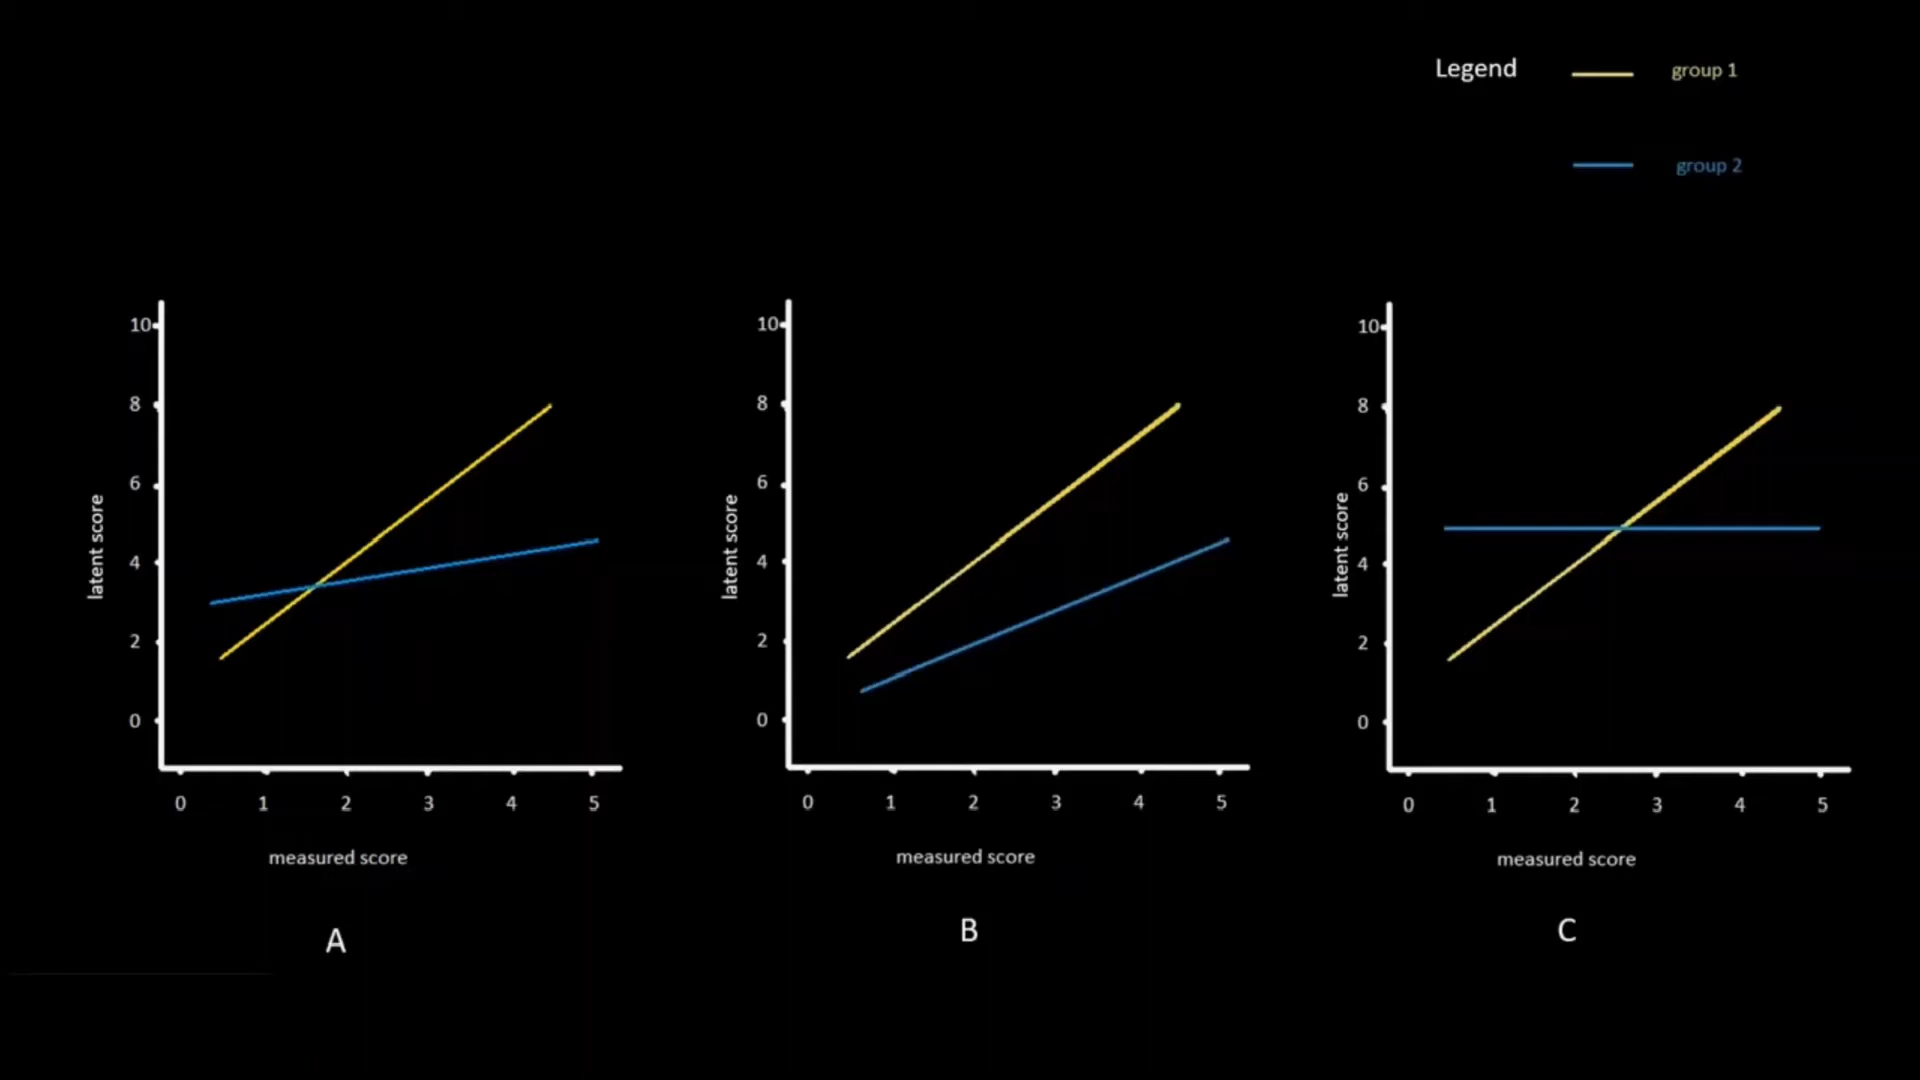 Legend
group 1
group 2
10
8
6
4
2
0
latent score
0 1 2 3 4 5
measured score
A
10
8
6
4
2
0
latent score
0 1 2 3 4 5
measured score
B
10
8
6
4
2
0
latent score
0 1 2 3 4 5
measured score
C